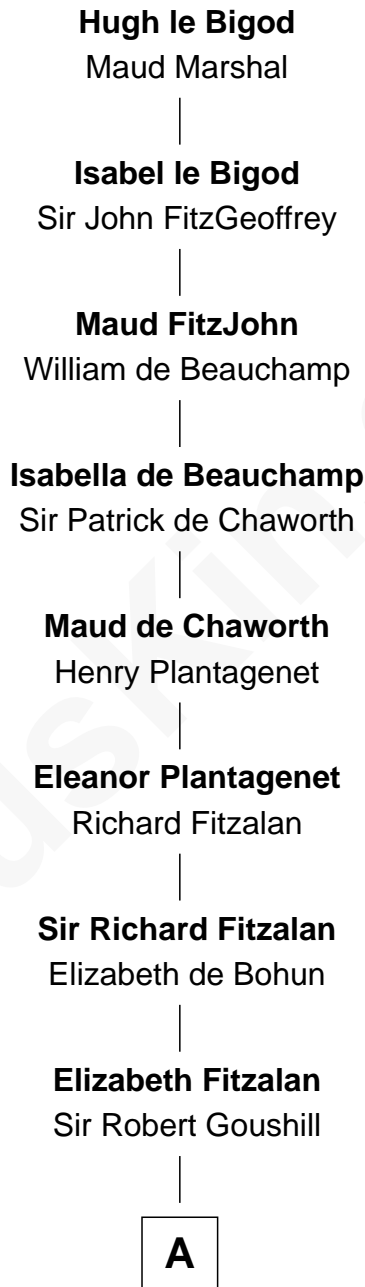 Hugh le Bigod
Maud Marshal
Isabel le Bigod
Sir John FitzGeoffrey
Maud FitzJohn
William de Beauchamp
Isabella de Beauchamp
Sir Patrick de Chaworth
Maud de Chaworth
Henry Plantagenet
Eleanor Plantagenet
Richard Fitzalan
Sir Richard Fitzalan
Elizabeth de Bohun
Elizabeth Fitzalan
Sir Robert Goushill
A